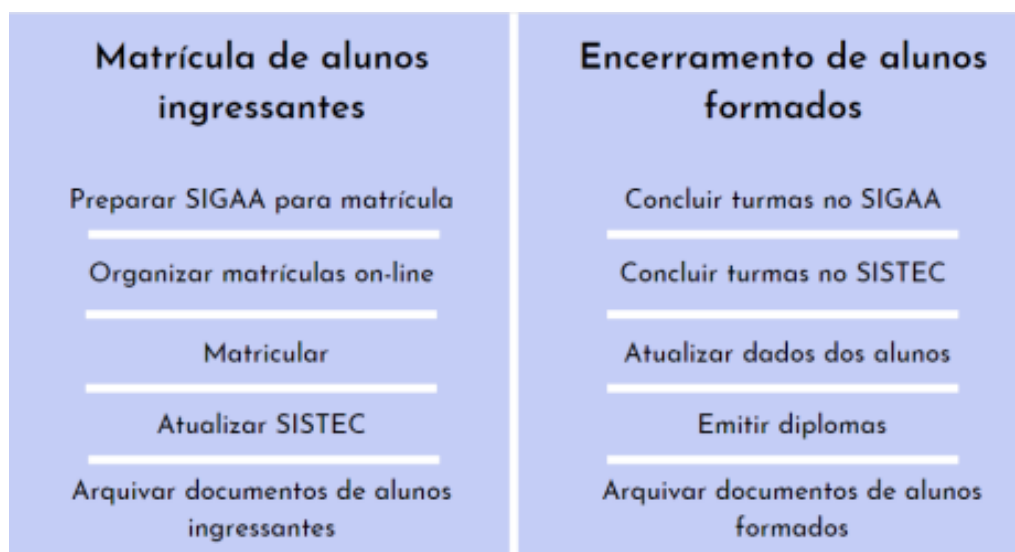 Matrícula de alunos
ingressantes
Preparar SIGAA para matrícula
Organizar matrículas on-line
Matricular
Atualizar SISTEC
Arquivar documentos de alunos
ingressantes
Encerramento de alunos
formados
Concluir turmas no SIGAA
Concluir turmas no SISTEC
Atualizar dados dos alunos
Emitir diplomas
Arquivar documentos de alunos
formados